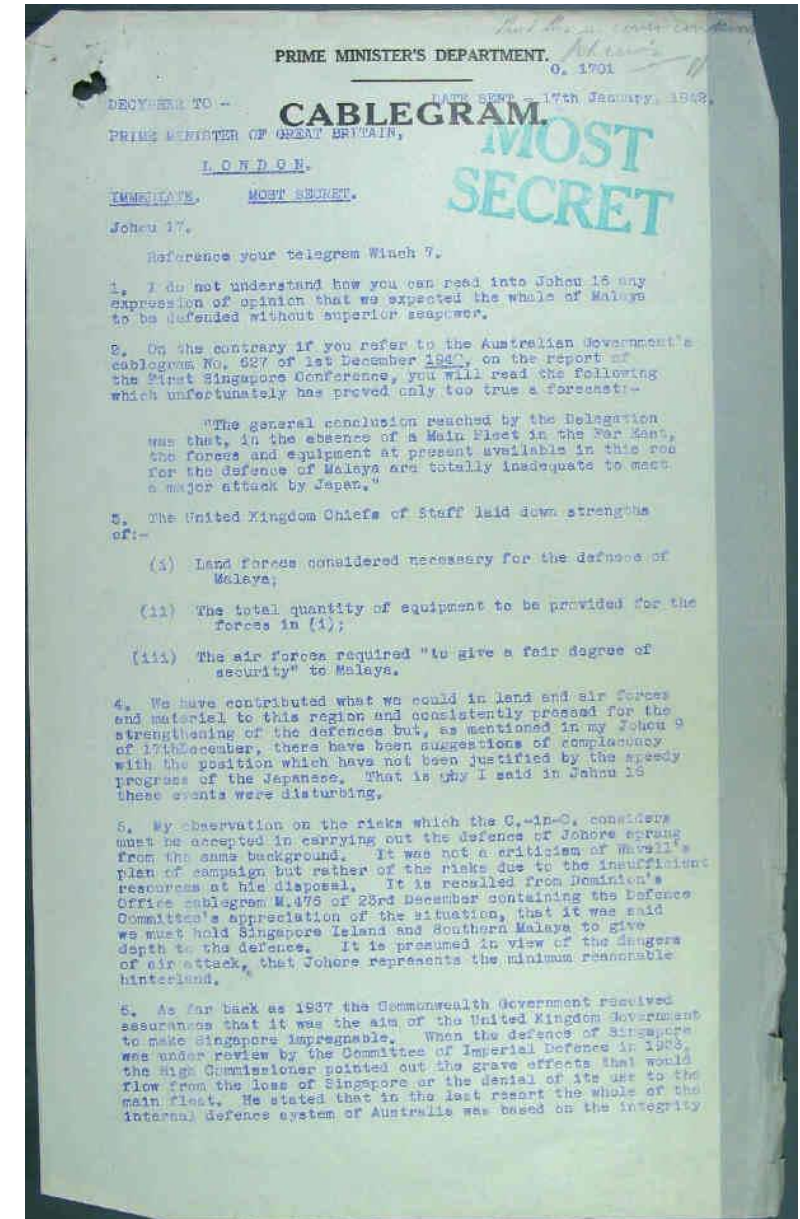 PRIME MINISTER'S DEPARTMENT.
O. 1701
DECYPHER TO - DATE SENT - 17th January, 1942.
CABLEGRAM.
PRIME MINISTER OF GREAT BRITAIN,
MOST
SECRET
LONDON.
IMMEDIATE. MOST SECRET.
Johcu 17.
Reference your telegram Winch 7.
1. I do not understand how you can read into Johcu 16 any
expression of opinion that we expected the whole of Malaya
to be defended without superior seapower.
2. On the contrary if you refer to the Australian Government's
cablegram No. 627 of 1st December 1940, on the report of
the First Singapore Conference, you will read the following
which unfortunately has proved only too true a forecast:-
"The general conclusion reached by the Delegation
was that, in the absence of a Main Fleet in the Far East,
the forces and equipment at present available in this
for the defence of Malaya are totally inadequate to meet
a major attack by Japan."
3. The United Kingdom Chiefs of Staff laid down strengths
of:-
(i) Land forces considered necessary for the defence of
Malaya;
(ii) The total quantity of equipment to be provided for the
forces in (i);
(iii) The air forces required "to give a fair degree of
security" to Malaya.
4. We have contributed what we could in land and air forces
and material to this region and consistently pressed for the
strengthening of the defences but, as mentioned in my Johcu 9
of 17thDecember, there have been suggestions of complacency
with the position which have not been justified by the speedy
progress of the Japanese. That is why I said in Johcu 16
these events were disturbing.
5. My observation on the risks which the C.-in-C. considers
must be accepted in carrying out the defence of Johore sprang
from the same background. It was not a criticism of Wavell's
plan of campaign but rather of the risks due to the insufficient
resources at his disposal. It is recalled from Dominion's
Office cablegram M.476 of 23rd December containing the Defence
Committee's appreciation of the situation, that it was said
we must hold Singapore Island and Southern Malaya to give
depth to the defence. It is presumed in view of the dangers
of air attack, that Johore represents the minimum reasonable
hinterland.
6. As far back as 1937 the Commonwealth Government received
assurances that it was the aim of the United Kingdom Government
to make Singapore impregnable. When the defence of Singapore
was under review by the Committee of Imperial Defence in 1933,
the High Commissioner pointed out the grave effects that would
flow from the loss of Singapore or the denial of its use to the
main fleet. He stated that in the last resort the whole of the
internal defence system of Australia was based on the integrity